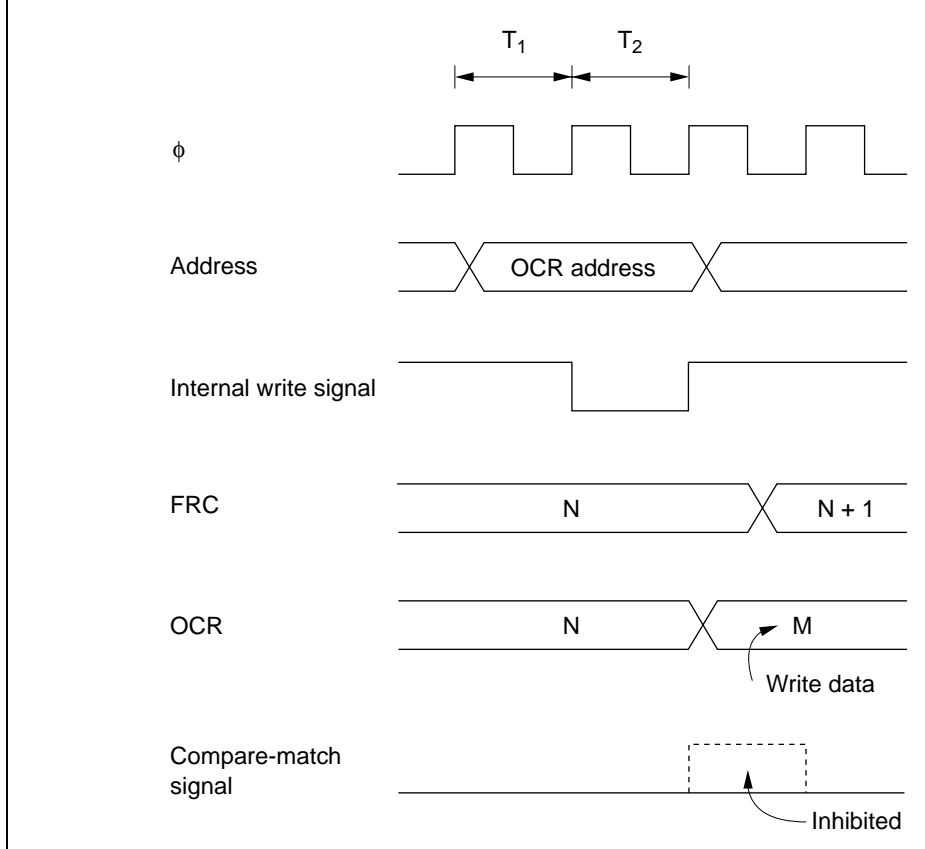 T1 T2
ϕ
Address
OCR address
Internal write signal
FRC
N
N + 1
OCR
N
M
Write data
Compare-match
signal
Inhibited